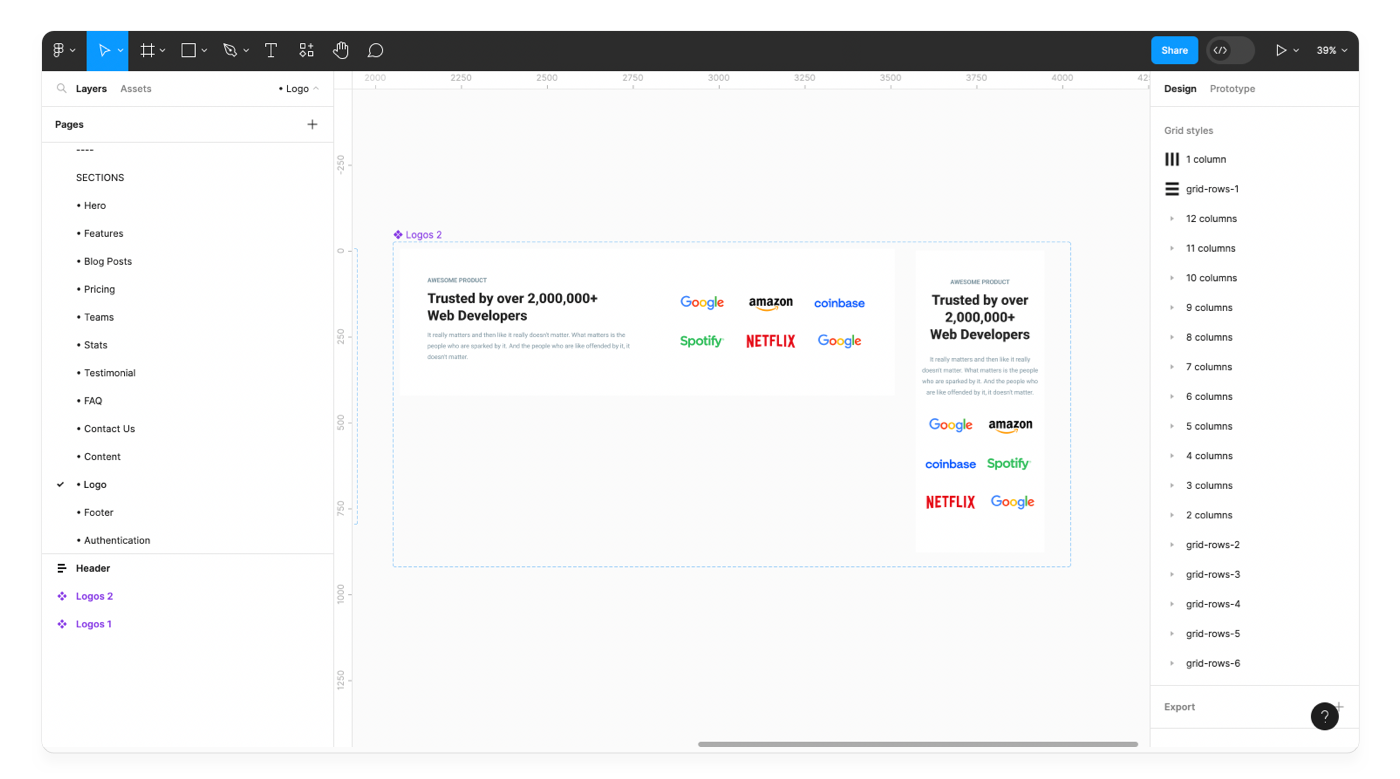 Share
39%
Layers
Assets
• Logo
Pages
----
SECTIONS
• Hero
• Features
• Blog Posts
• Pricing
• Teams
• Stats
• Testimonial
• FAQ
• Contact Us
• Content
• Logo
• Footer
• Authentication
Header
Logos 2
Logos 1
2000 2250 2500 2750 3000 3250 3500 3750 4000 42
-250
0
250
500
750
1000
1250
Logos 2
AWESOME PRODUCT
Trusted by over 2,000,000+
Web Developers
It really matters and then like it really doesn't matter. What matters is the
people who are sparked by it. And the people who are like offended by it, it
doesn't matter.
Google amazon coinbase
Spotify NETFLIX Google
AWESOME PRODUCT
Trusted by over
2,000,000+
Web Developers
It really matters and then like it really
doesn't matter. What matters is the people
who are sparked by it. And the people who
are like offended by it, it doesn't matter.
Google amazon
coinbase Spotify
NETFLIX Google
Design
Prototype
Grid styles
1 column
grid-rows-1
12 columns
11 columns
10 columns
9 columns
8 columns
7 columns
6 columns
5 columns
4 columns
3 columns
2 columns
grid-rows-2
grid-rows-3
grid-rows-4
grid-rows-5
grid-rows-6
Export
?